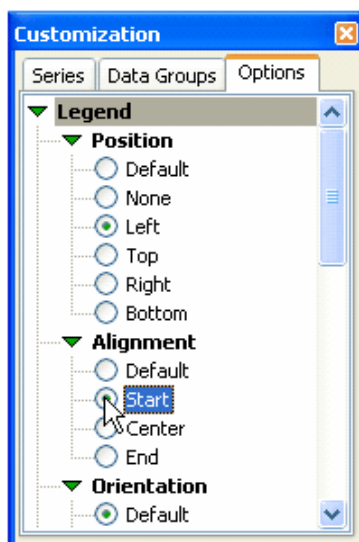 Customization
Series Data Groups Options
Legend
Position
Default
None
Left
Top
Right
Bottom
Alignment
Default
Start
Center
End
Orientation
Default